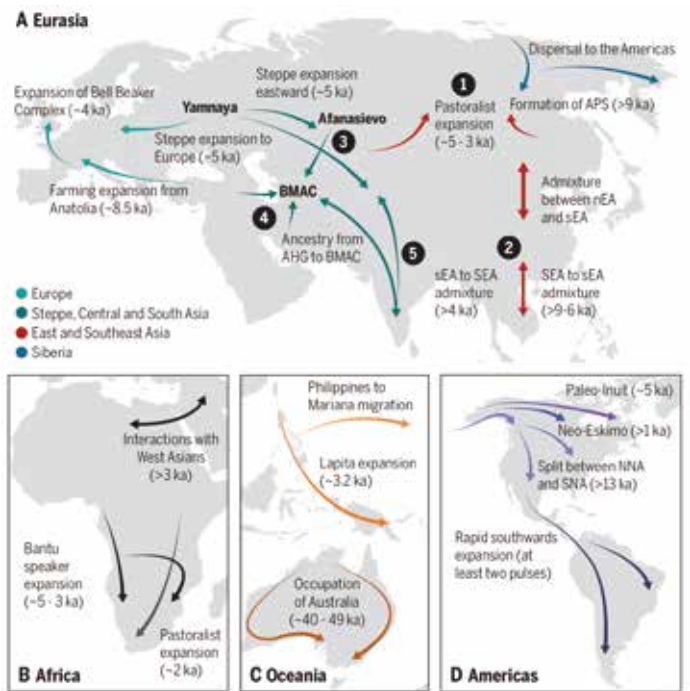 A Eurasia
Dispersal to the Americas
Expansion of Bell Beaker
Complex (~4 ka)
Steppe expansion
eastward (~5 ka)
1
Yamnaya
Afanasievo
Pastoralist
expansion
(~5 - 3 ka)
Formation of APS (>9 ka)
3
Steppe expansion to
Europe (~5 ka)
Farming expansion from
Anatolia (~8.5 ka)
BMAC
Admixture
between nEA
and sEA
4
Ancestry from
AHG to BMAC
5
2
sEA to SEA
admixture
(>4 ka)
SEA to sEA
admixture
(>9-6 ka)
Europe
Steppe, Central and South Asia
East and Southeast Asia
Siberia
Interactions with
West Asians
(>3 ka)
Bantu
speaker
expansion
(~5 - 3 ka)
Pastoralist
expansion
(~2 ka)
B Africa
Philippines to
Mariana migration
Lapita expansion
(~3.2 ka)
Occupation
of Australia
(~40 - 49 ka)
C Oceania
Paleo-Inuit (~5 ka)
Neo-Eskimo (>1 ka)
Split between NNA
and SNA (>13 ka)
Rapid southwards
expansion (at
least two pulses)
D Americas